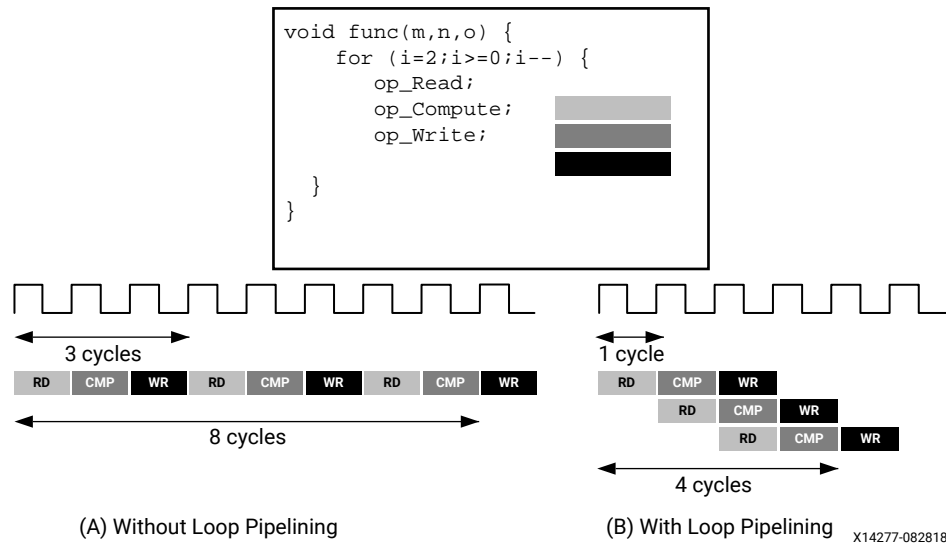 void func(m,n,o) {
for (i=2;i>=0;i--) {
op_Read;
op_Compute;
op_Write;
}
}
3 cycles
RD CMP WR RD CMP WR RD CMP WR
8 cycles
(A) Without Loop Pipelining
1 cycle
RD CMP WR
RD CMP WR
RD CMP WR
4 cycles
(B) With Loop Pipelining
X14277-082818